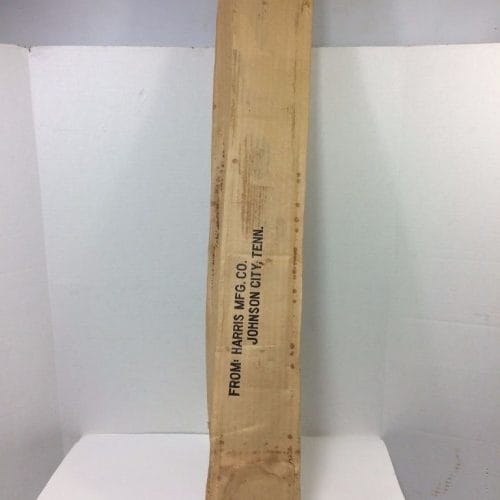 FROM: HARRIS MFG. CO.
JOHNSON CITY, TENN.